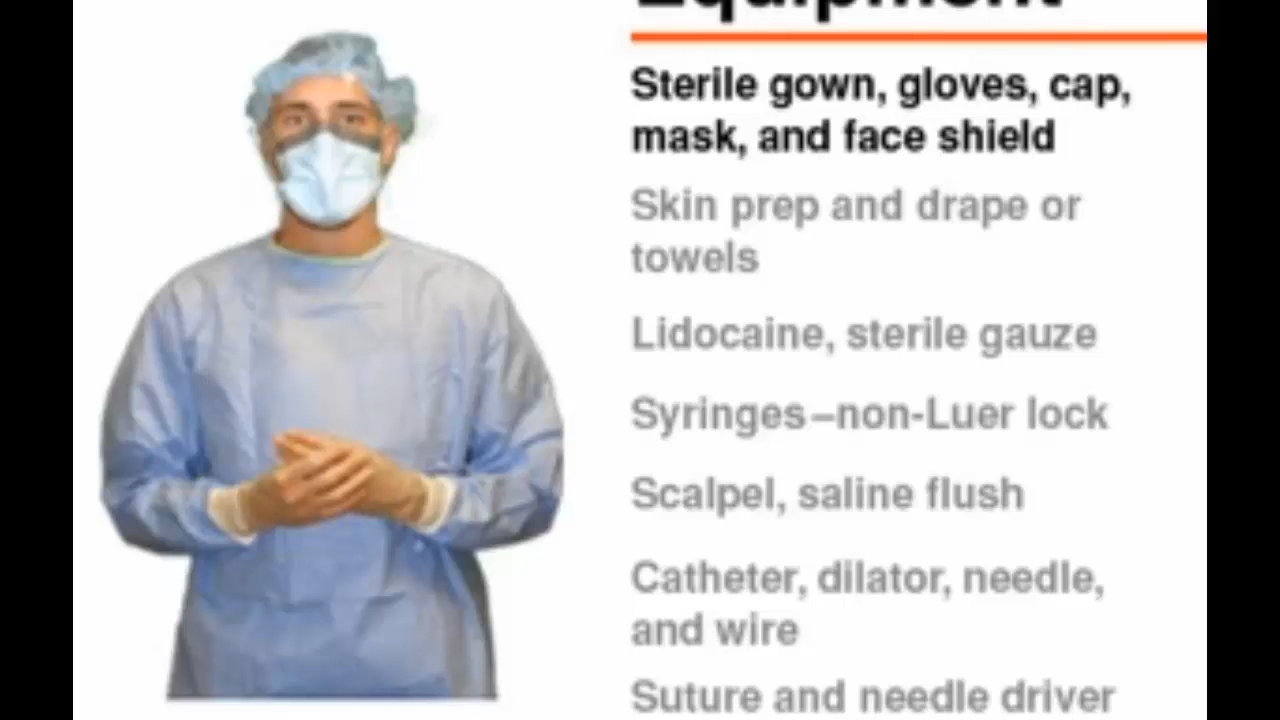 Equipment
Sterile gown, gloves, cap,
mask, and face shield
Skin prep and drape or
towels
Lidocaine, sterile gauze
Syringes–non-Luer lock
Scalpel, saline flush
Catheter, dilator, needle,
and wire
Suture and needle driver